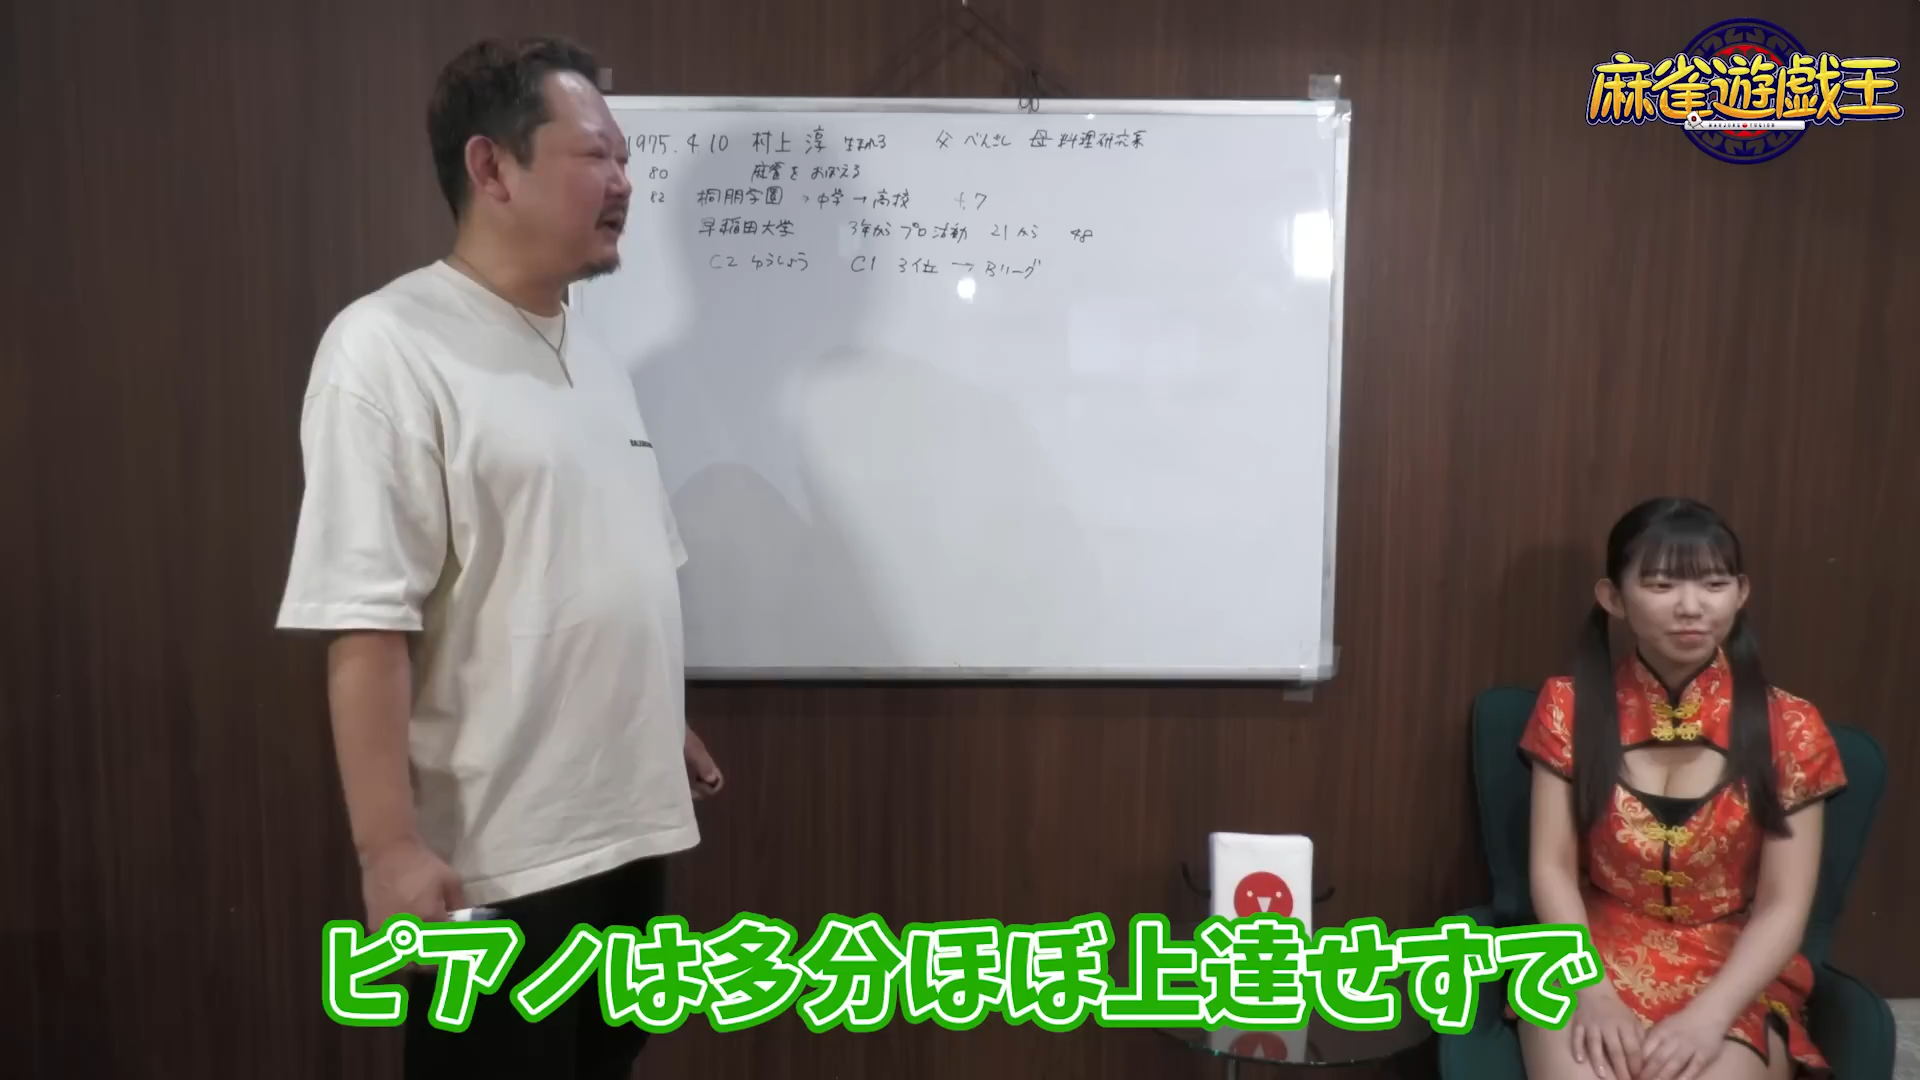 麻雀遊戯王
1975.4.10 村上 淳 生まれる 父 べんごし 母 料理研究家
80 麻雀を おぼえる
82 桐朋学園 → 中学 → 高校
早稲田大学 3年から プロ活動 21から 48
C2 ゆうしょう C1 3位 → Bリーグ
ピアノは多分ほぼ上達せずで